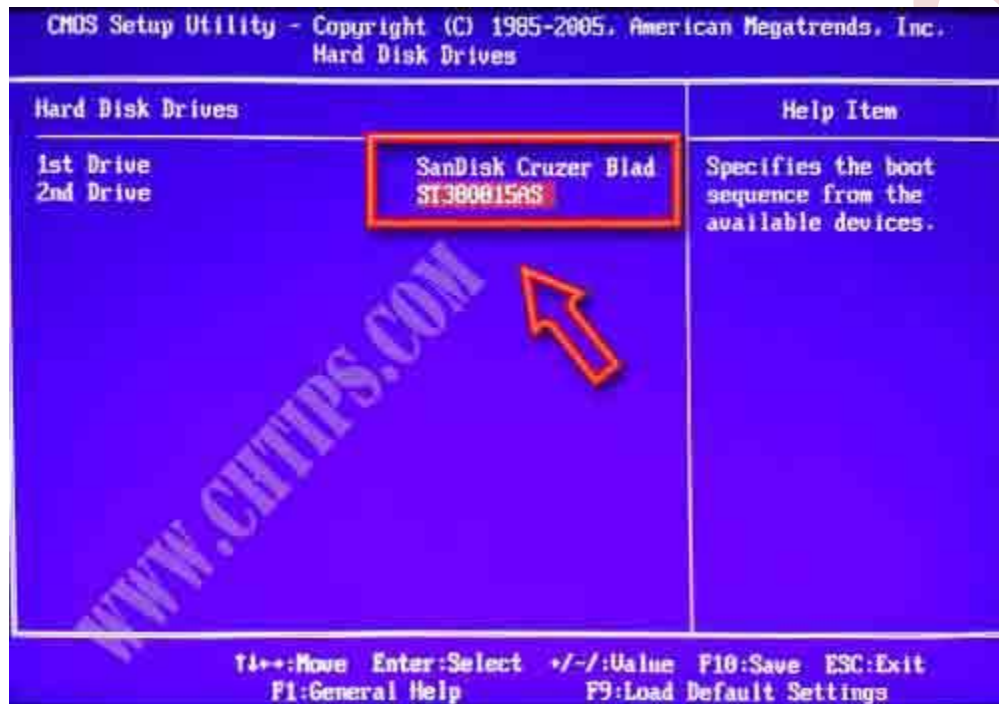 CMOS Setup Utility - Copyright (C) 1985-2005, American Megatrends, Inc.
Hard Disk Drives
Hard Disk Drives
Help Item
1st Drive SanDisk Cruzer Blad
2nd Drive ST380815AS
Specifies the boot
sequence from the
available devices.
WWW.CHTIPS.COM
↑↓←→:Move Enter:Select +/-/:Value F10:Save ESC:Exit
F1:General Help F9:Load Default Settings